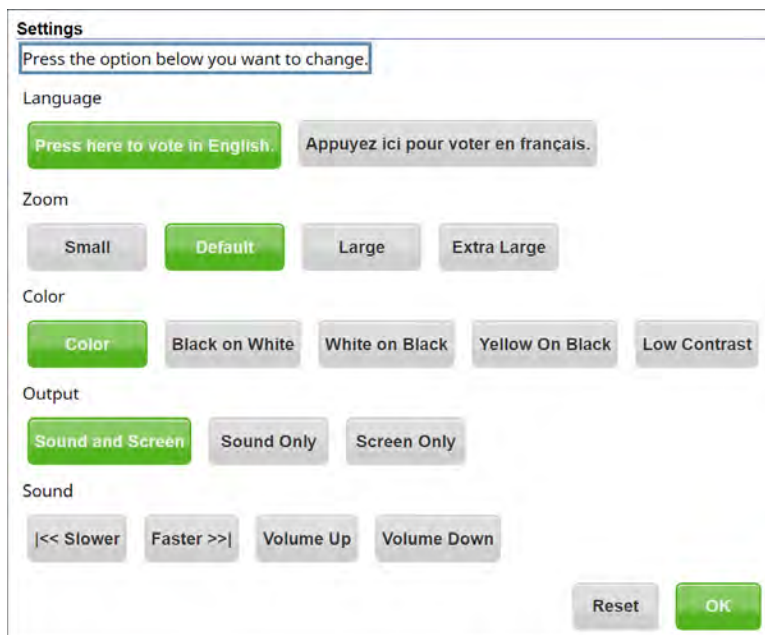 Settings
Press the option below you want to change.
Language
Press here to vote in English. Appuyez ici pour voter en français.
Zoom
Small Default Large Extra Large
Color
Color Black on White White on Black Yellow On Black Low Contrast
Output
Sound and Screen Sound Only Screen Only
Sound
|<< Slower Faster >>| Volume Up Volume Down
Reset OK